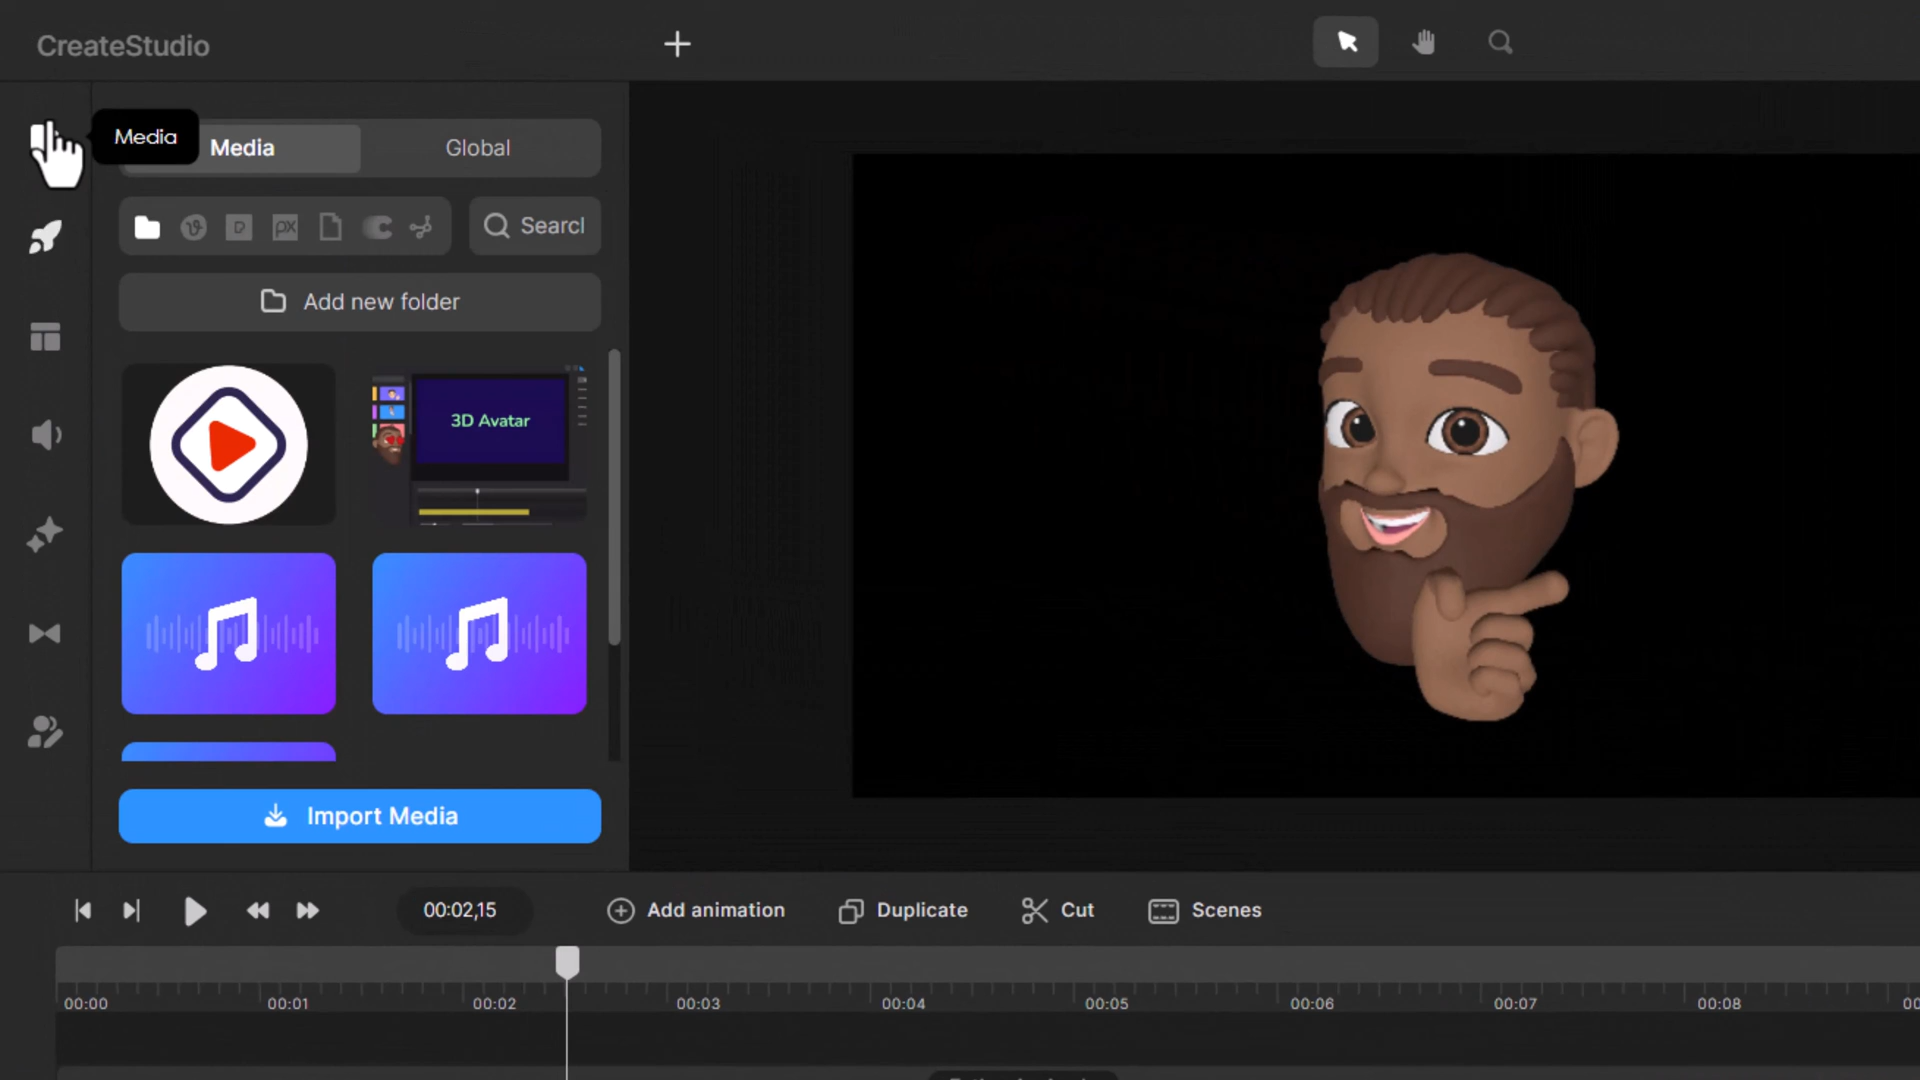 CreateStudio
Media
Media
Global
PX
Searcl
Add new folder
3D Avatar
Import Media
00:02,15
Add animation
Duplicate
Cut
Scenes
00:00
00:01
00:02
00:03
00:04
00:05
00:06
00:07
00:08
00